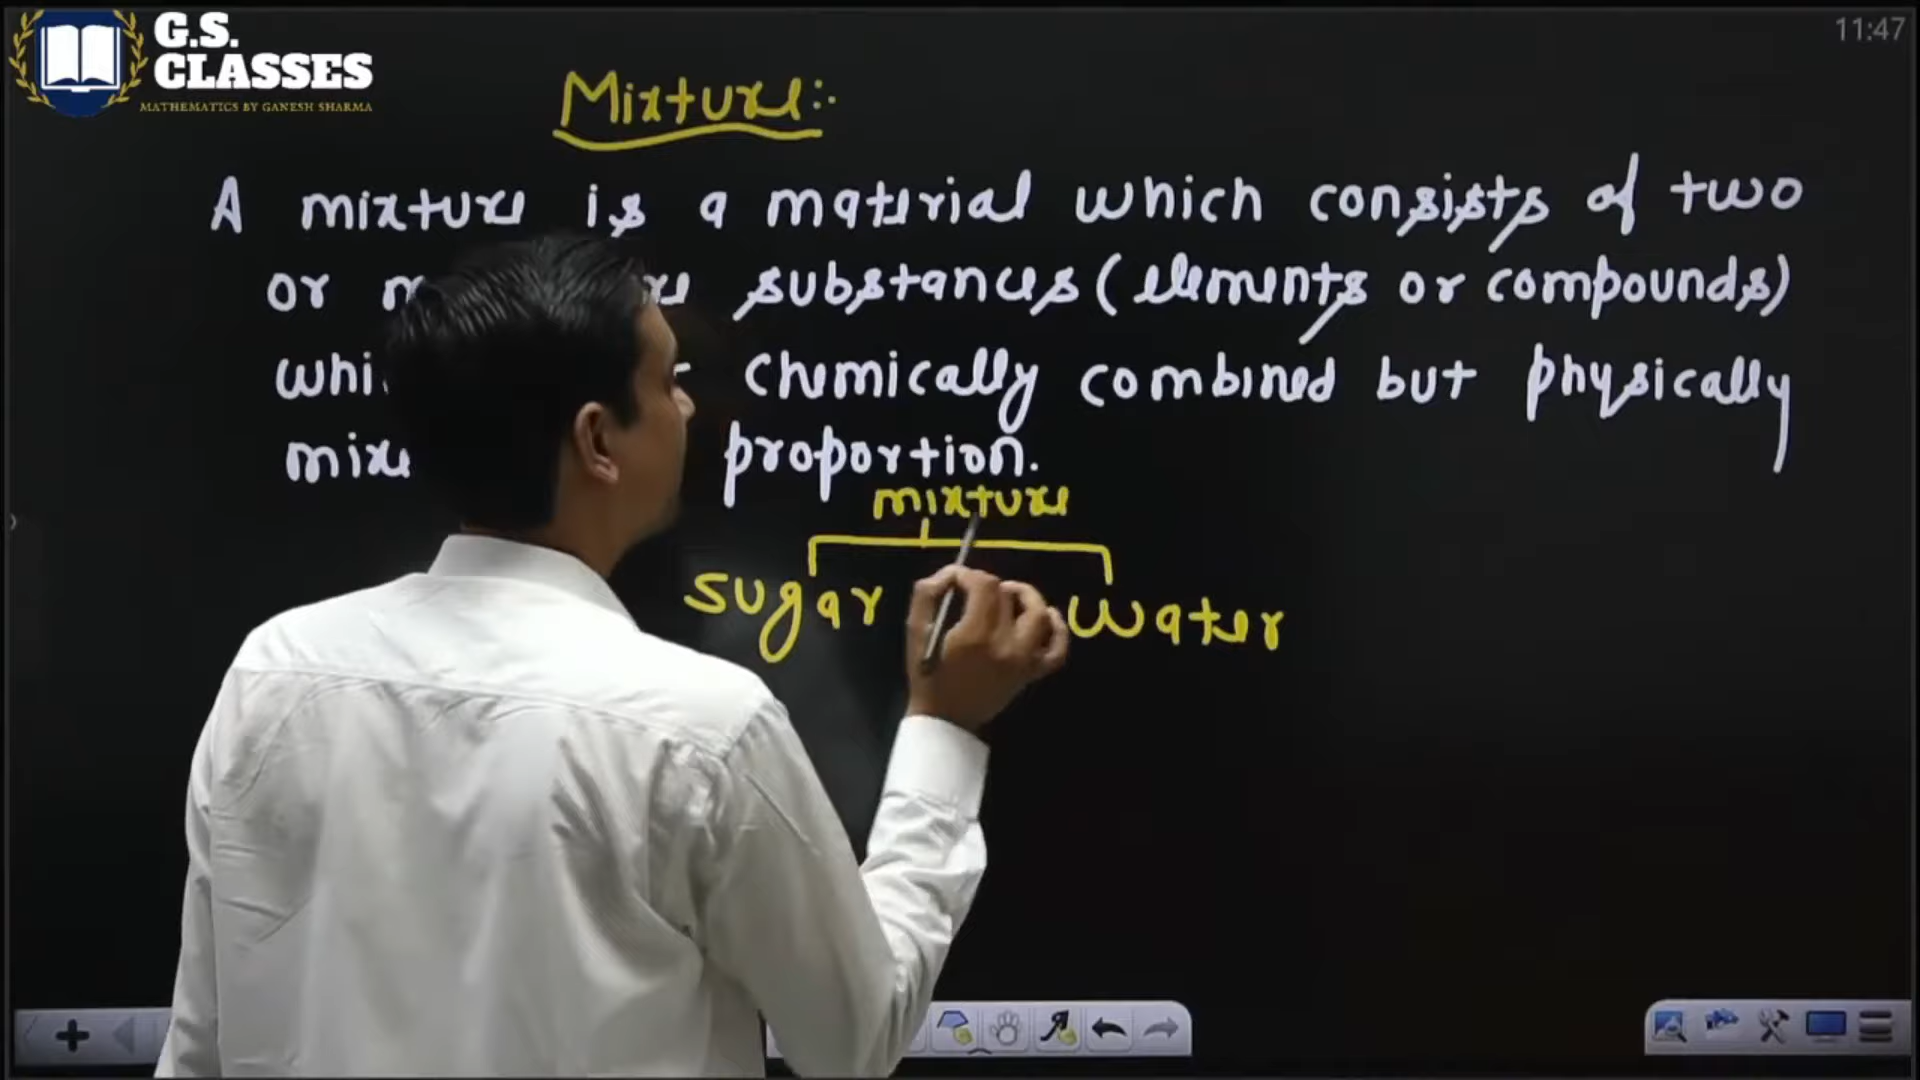 G.S.
CLASSES
MATHEMATICS BY GANESH SHARMA
11:47
Mixture:-
A mixture is a material which consists of two
or substances (elements or compounds)
chemically combined but physically
proportion.
mixture
sugar water